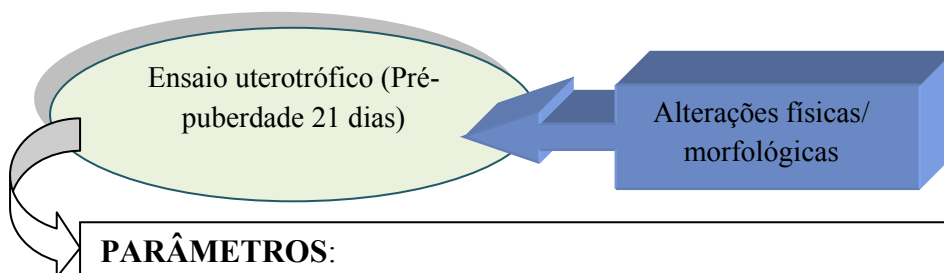 Ensaio uterotrófico (Pré-
puberdade 21 dias)
Alterações físicas/
morfológicas
PARÂMETROS: